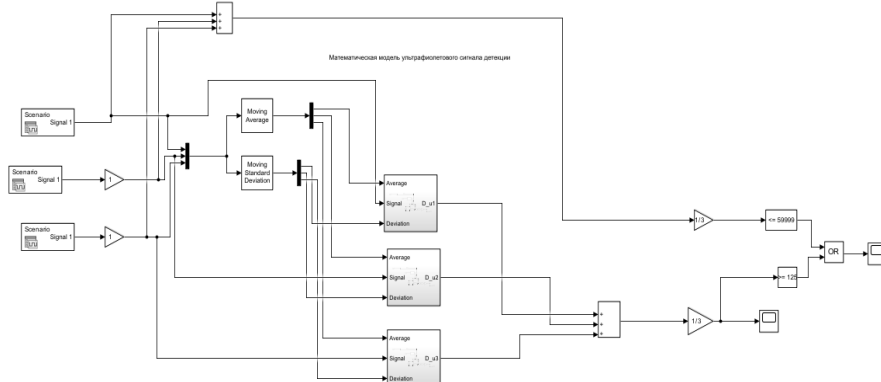 +
+
+
Математическая модель ультрафиолетового сигнала детекции
Scenario
Signal 1
Moving
Average
Scenario
Signal 1
1
Moving
Standard
Deviation
Scenario
Signal 1
1
Average
Signal
D_u1
Deviation
1/3
<= 59999
OR
Average
Signal
D_u2
Deviation
+
+
+
1/3
Average
Signal
D_u3
Deviation